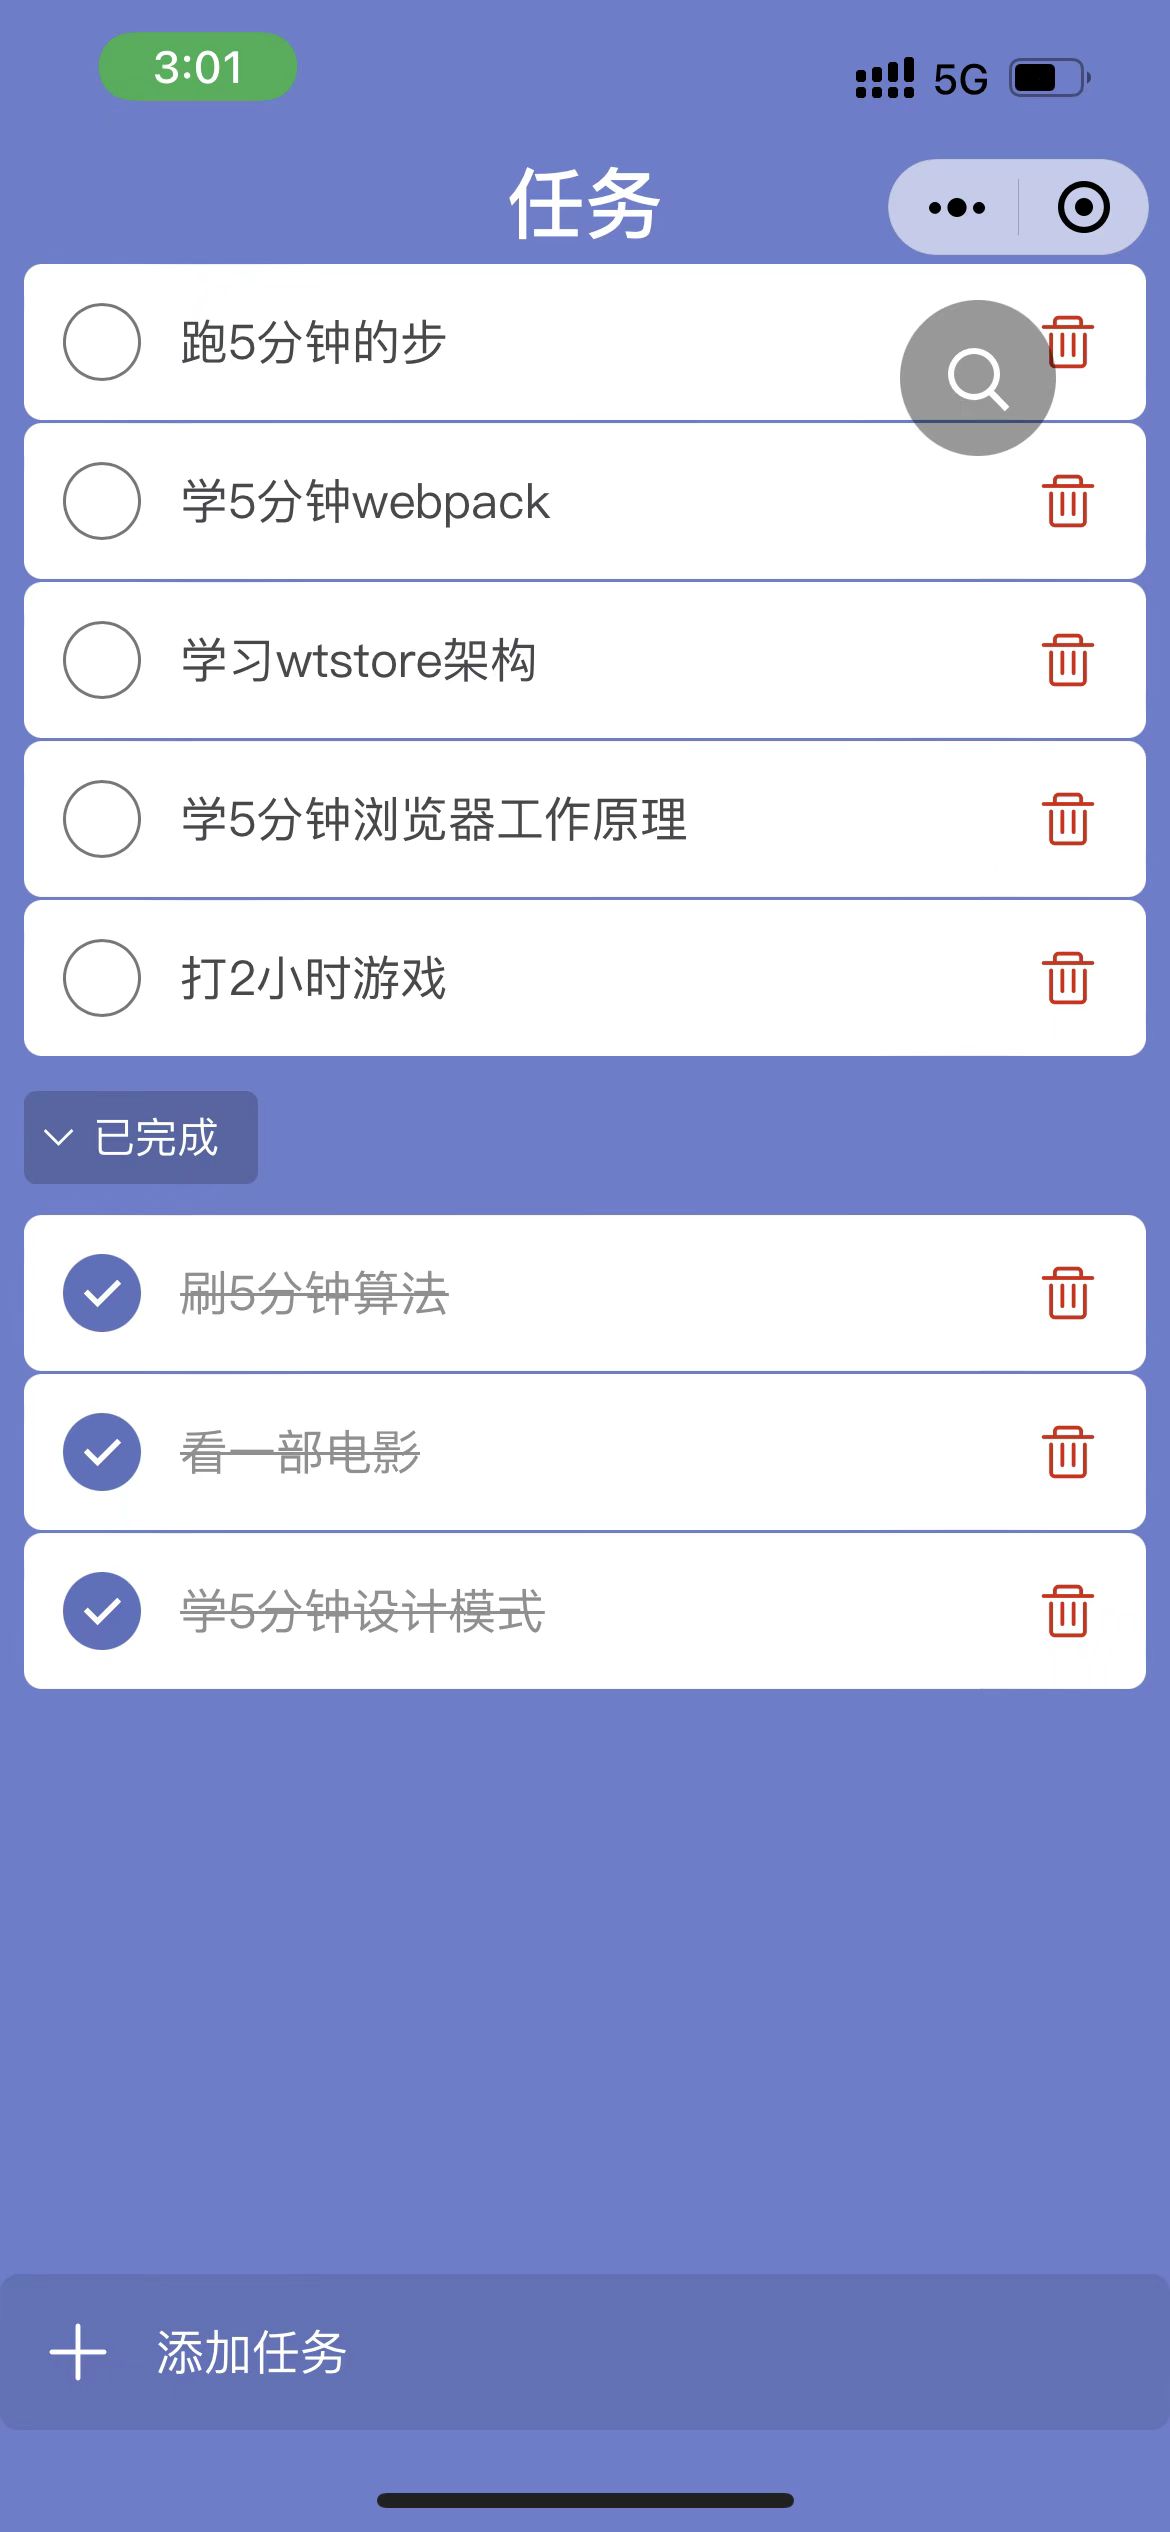 3:01
5G
任务
跑5分钟的步
学5分钟webpack
学习wtstore架构
学5分钟浏览器工作原理
打2小时游戏
已完成
刷5分钟算法
看一部电影
学5分钟设计模式
添加任务